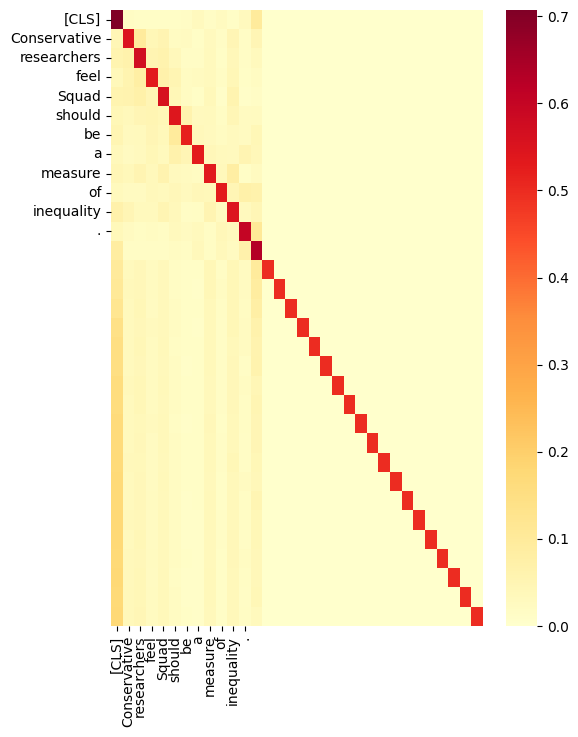 [CLS]
Conservative
researchers
feel
Squad
should
be
a
measure
of
inequality
.
0.7
0.6
0.5
0.4
0.3
0.2
0.1
0.0
[CLS]
Conservative
researchers
feel
Squad
should
be
a
measure
of
inequality
.